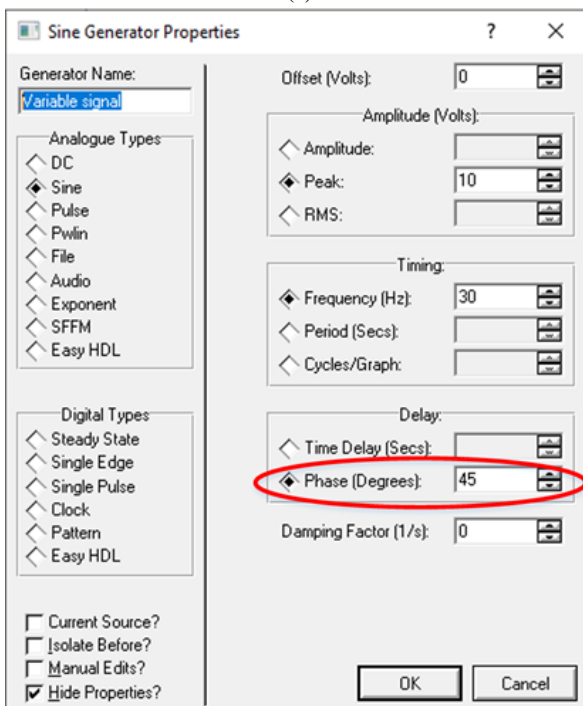 Sine Generator Properties ? ×
Generator Name:
Variable signal
Analogue Types
DC
Sine
Pulse
Pwlin
File
Audio
Exponent
SFFM
Easy HDL
Digital Types
Steady State
Single Edge
Single Pulse
Clock
Pattern
Easy HDL
Current Source?
Isolate Before?
Manual Edits?
Hide Properties?
Offset (Volts): 0
Amplitude (Volts):
Amplitude:
Peak: 10
RMS:
Timing:
Frequency (Hz): 30
Period (Secs):
Cycles/Graph:
Delay:
Time Delay (Secs):
Phase (Degrees): 45
Damping Factor (1/s): 0
OK Cancel